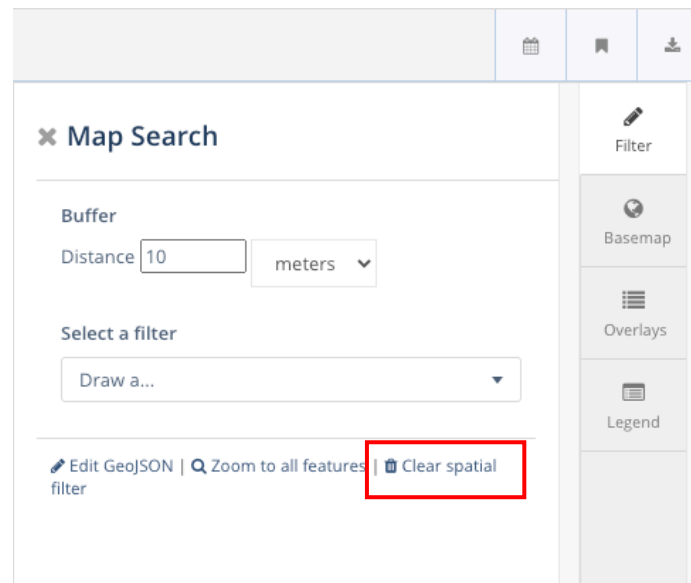 Map Search
Filter
Buffer
Basemap
Distance 10 meters
Select a filter
Overlays
Draw a...
Legend
Edit GeoJSON | Zoom to all features | Clear spatial
filter